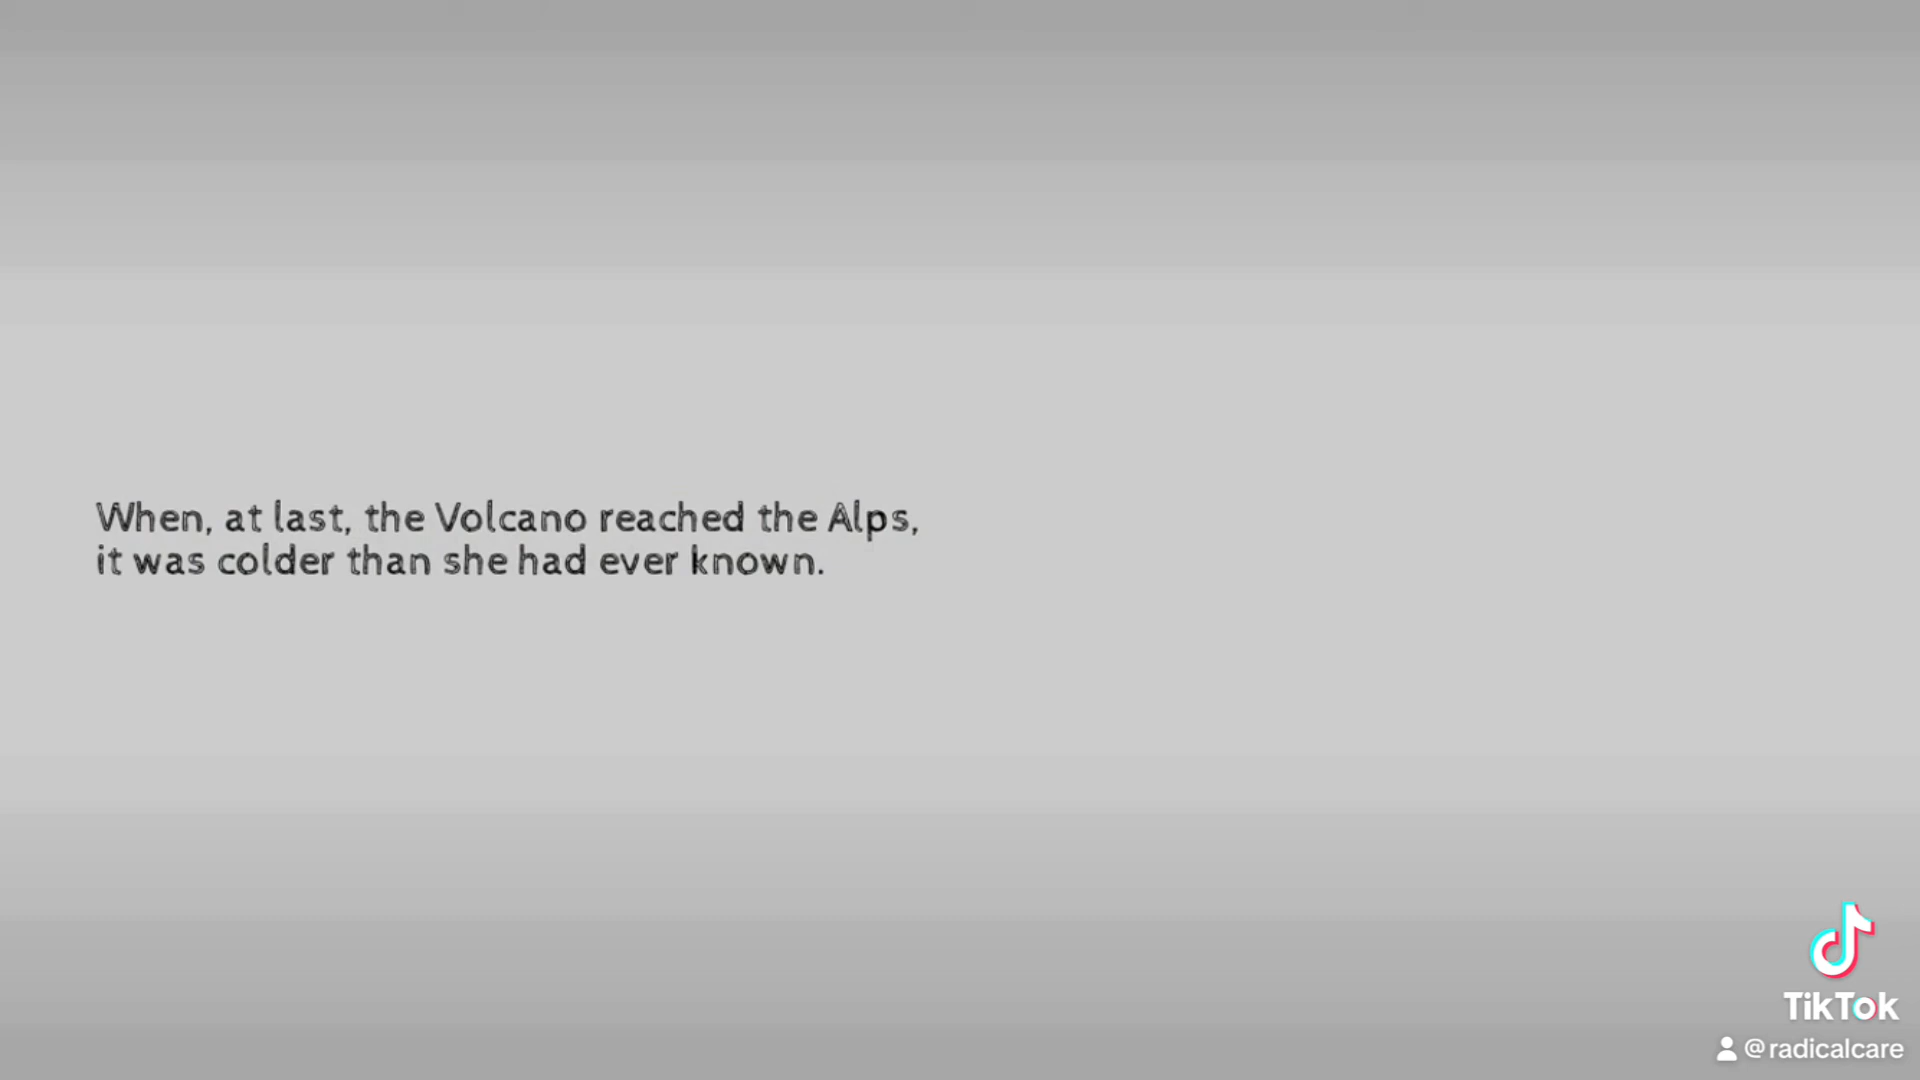 When, at last, the Volcano reached the Alps,
it was colder than she had ever known.
TikTok
@radicalcare